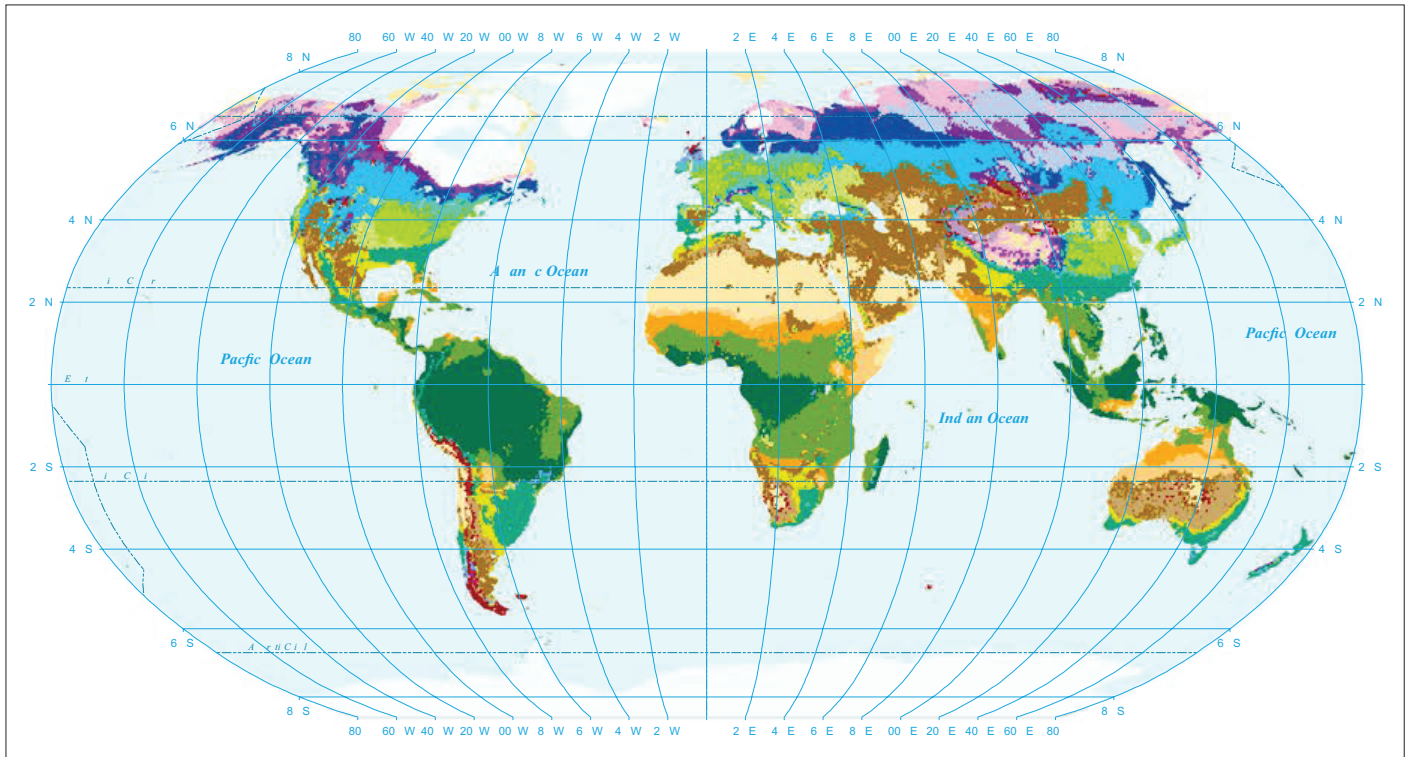 80 60 W 40 W 20 W 00 W 8 W 6 W 4 W 2 W 2 E 4 E 6 E 8 E 00 E 20 E 40 E 60 E 80
8 N 8 N
6 N 6 N
4 N 4 N
A an c Ocean
i C r
2 N 2 N
Pacfic Ocean Pacfic Ocean
E t
Ind an Ocean
2 S 2 S
i C i
4 S 4 S
6 S 6 S
A r ti C i l
8 S 8 S
80 60 W 40 W 20 W 00 W 8 W 6 W 4 W 2 W 2 E 4 E 6 E 8 E 00 E 20 E 40 E 60 E 80